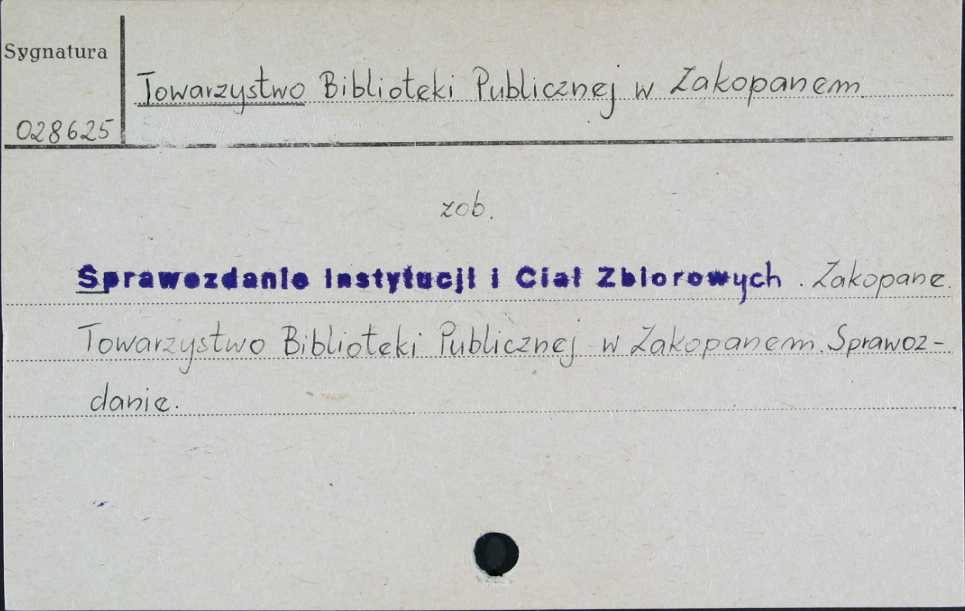 Sygnatura
Towarzystwo Biblioteki Publicznej w Zakopanem
028625
zob.
Sprawozdanie Instytucji i Ciał Zbiorowych. Zakopane.
Towarzystwo Biblioteki Publicznej w Zakopanem. Sprawoz-
danie.